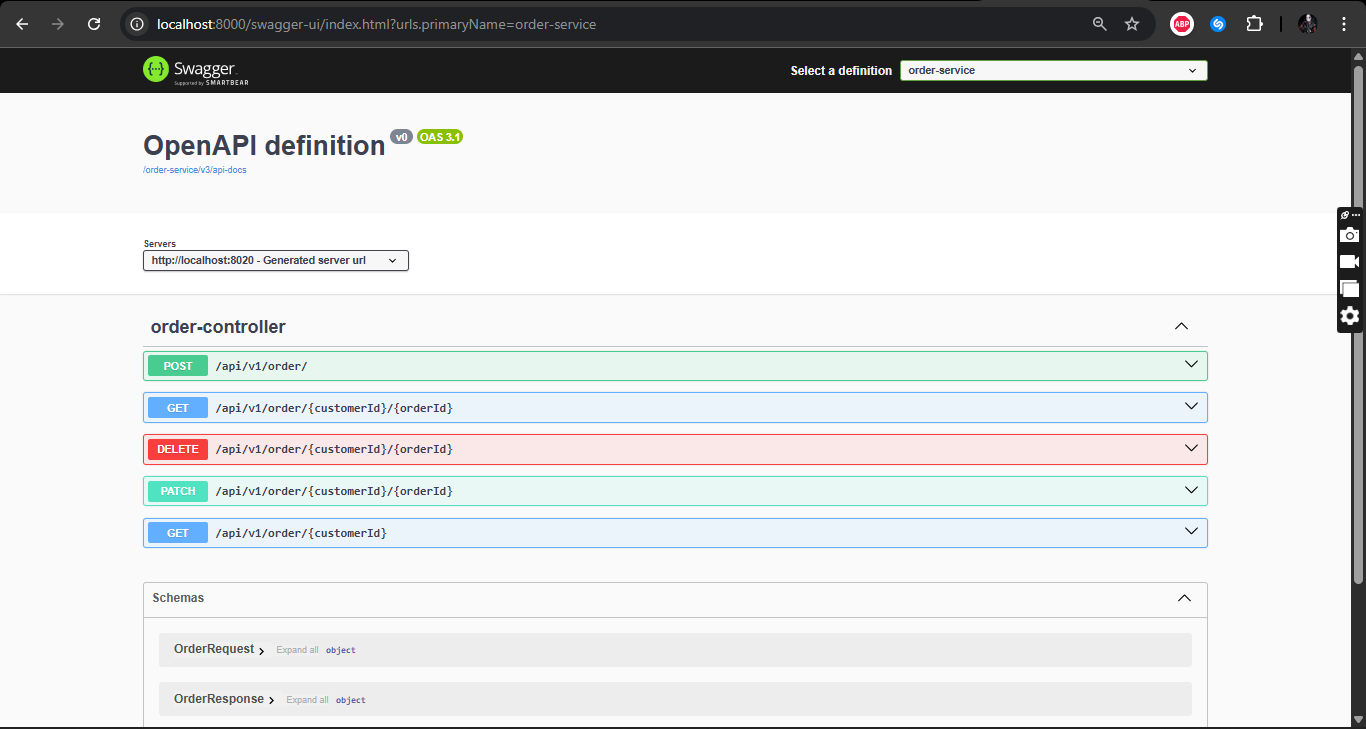 localhost:8000/swagger-ui/index.html?urls.primaryName=order-service
ABP
Swagger
Supported by SMARTBEAR
Select a definition
order-service
OpenAPI definition v0 OAS 3.1
/order-service/v3/api-docs
Servers
http://localhost:8020 - Generated server url
order-controller
POST /api/v1/order/
GET /api/v1/order/{customerId}/{orderId}
DELETE /api/v1/order/{customerId}/{orderId}
PATCH /api/v1/order/{customerId}/{orderId}
GET /api/v1/order/{customerId}
Schemas
OrderRequest Expand all object
OrderResponse Expand all object